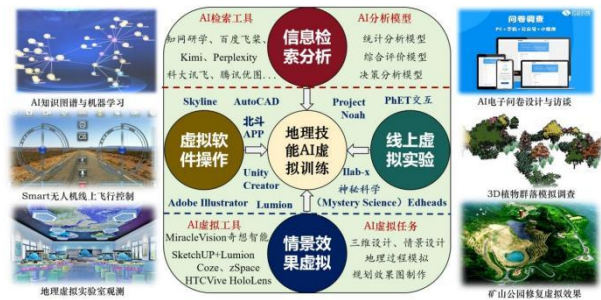 AI检索工具
知网研学、百度飞桨、
Kimi、Perplexity
科大讯飞、腾讯优图...
信息检
索分析
AI分析模型
统计分析模型
综合评价模型
决策分析模型
问卷调查
PC+手机+公众号+小程序
AI知识图谱与机器学习
AI电子问卷设计与访谈
Skyline
AutoCAD
北斗
APP
Unity
Creator
Adobe Illustrator
Lumion
虚拟软
件操作
地理技
能AI虚
拟训练
Project
Noah
PhET交互
线上虚
拟实验
Ilab-x
神秘科学
(Mystery Science)
Edheads
Smart无人机线上飞行控制
3D植物群落模拟调查
AI虚拟工具
MiracleVision奇想智能
SketchUP+Lumion
Coze、zSpace
HTCVive HoloLens
情景效
果虚拟
AI虚拟任务
三维设计、情景设计
地理过程模拟
规划效果图制作
地理虚拟实验室观测
矿山公园修复虚拟效果